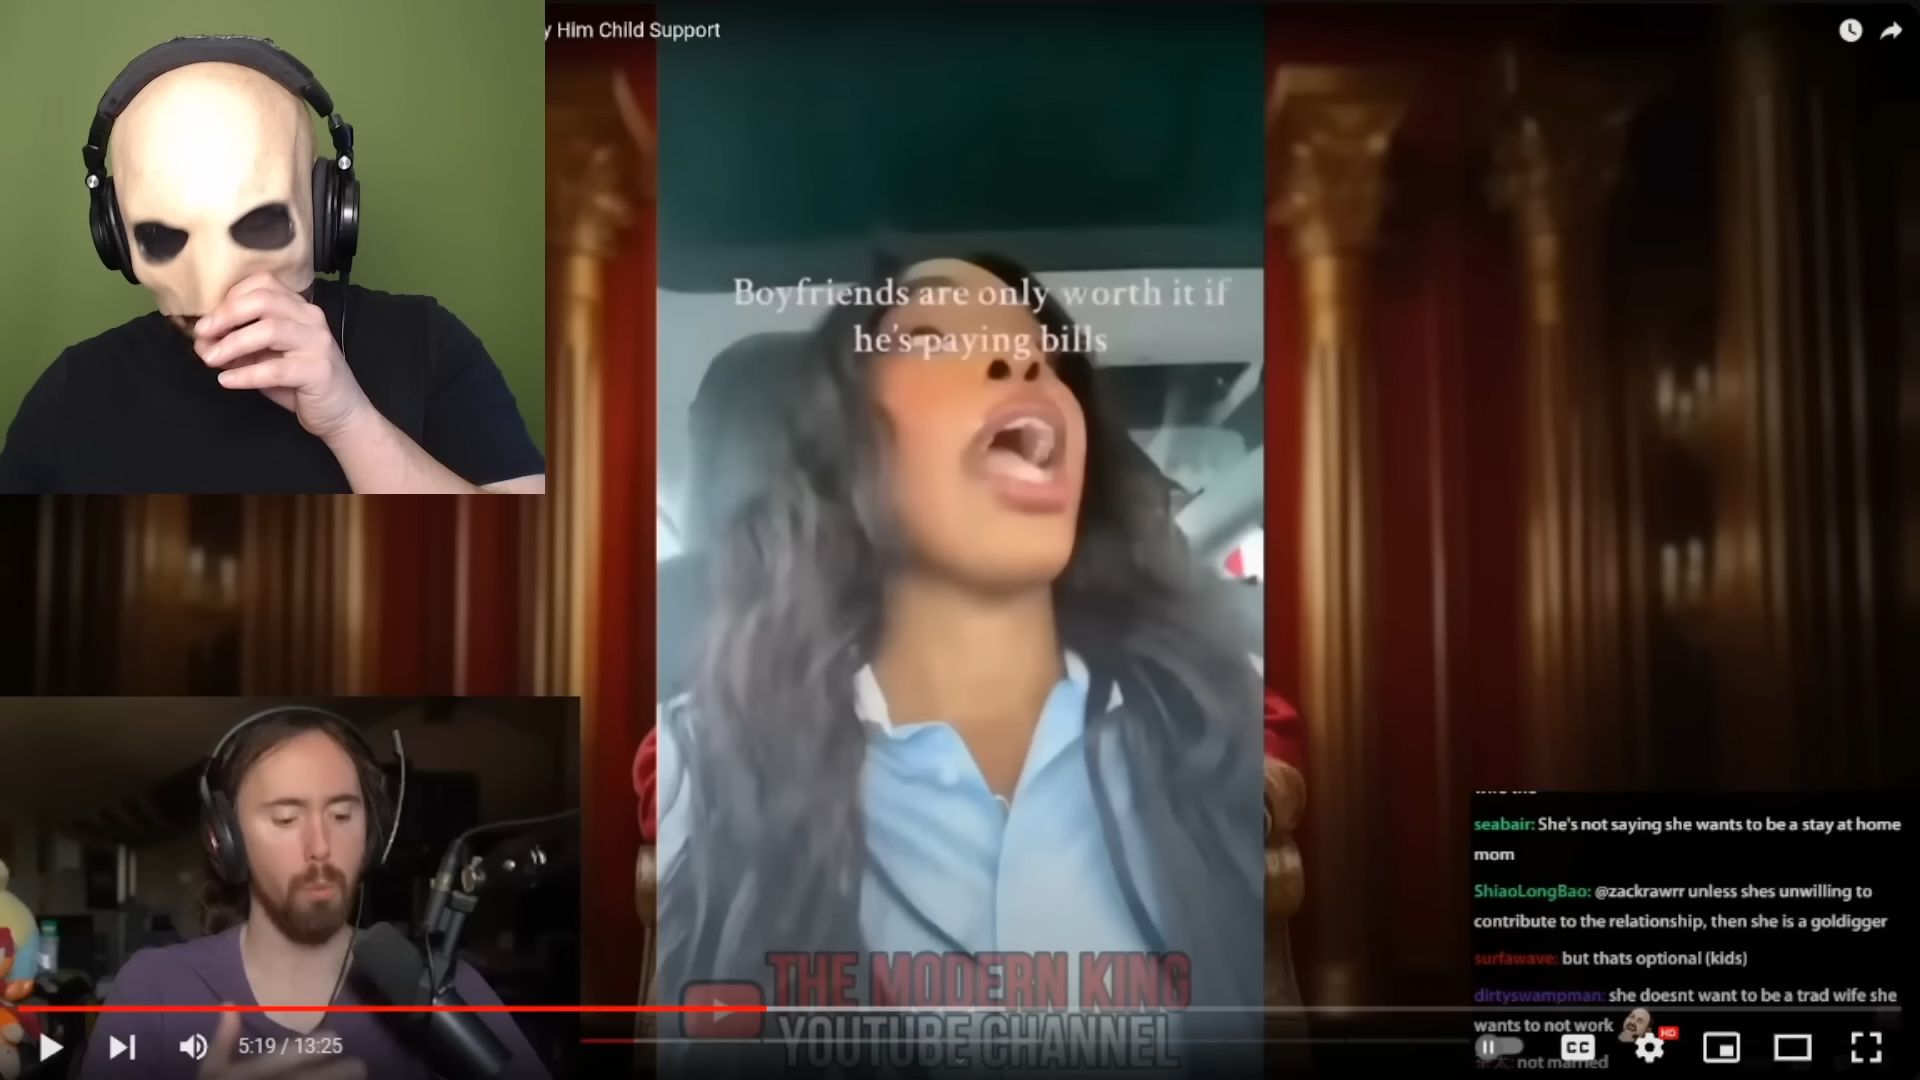 y Him Child Support
Boyfriends are only worth it if
he's paying bills
seabair: She's not saying she wants to be a stay at home
mom
ShiaoLongBao: @zackrawrr unless shes unwilling to
contribute to the relationship, then she is a goldigger
surfawave: but thats optional (kids)
dirtyswampman: she doesnt want to be a trad wife she
wants to not work
not married
THE MODERN KING
YOUTUBE CHANNEL
5:19 / 13:25
CC
HD